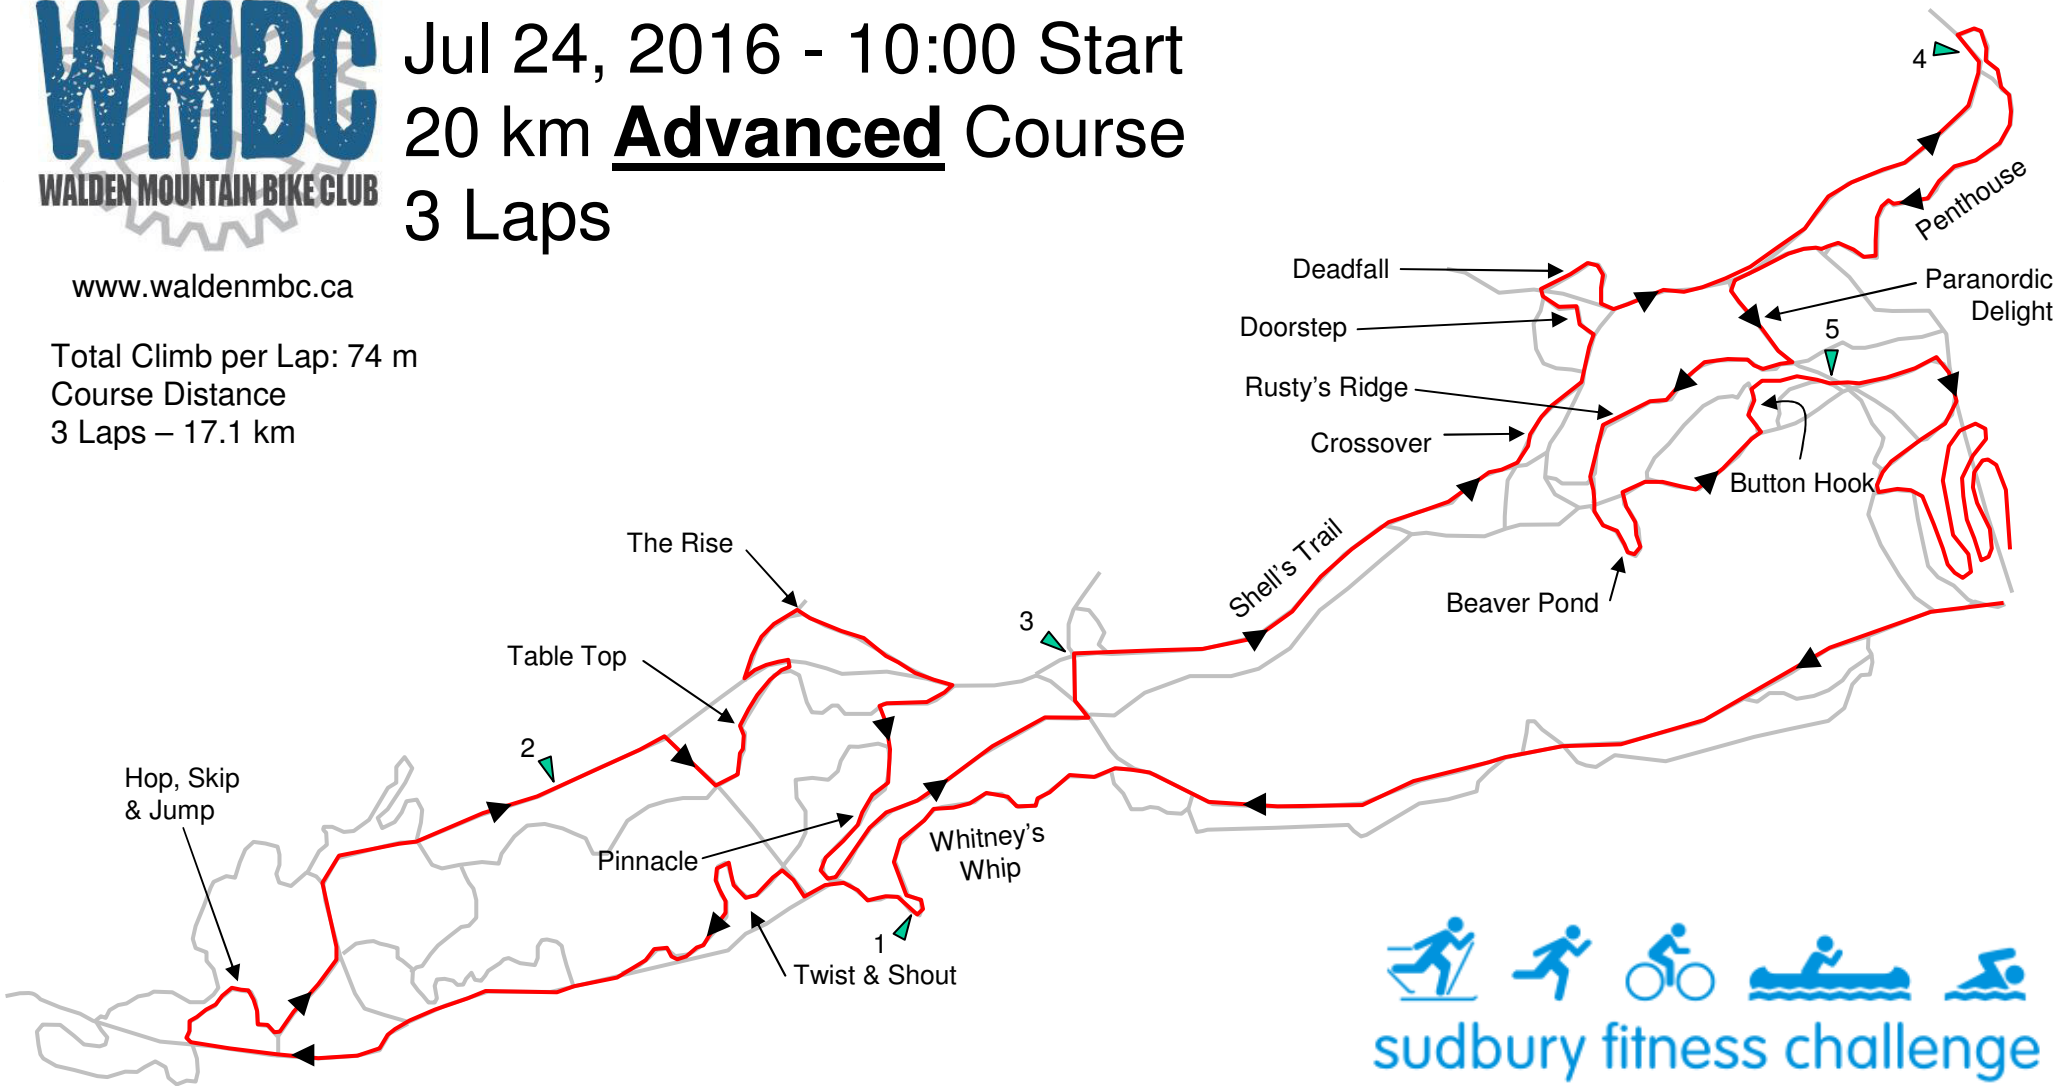 WMBC
WALDEN MOUNTAIN BIKE CLUB
www.waldenmbc.ca
Jul 24, 2016 - 10:00 Start
20 km Advanced Course
3 Laps
Total Climb per Lap: 74 m
Course Distance
3 Laps – 17.1 km
4
Penthouse
Deadfall
Paranordic
Delight
Doorstep
5
Rusty's Ridge
Crossover
Button Hook
The Rise
Shell's Trail
Beaver Pond
3
Table Top
2
Hop, Skip
& Jump
Pinnacle
Whitney's
Whip
1
Twist & Shout
sudbury fitness challenge